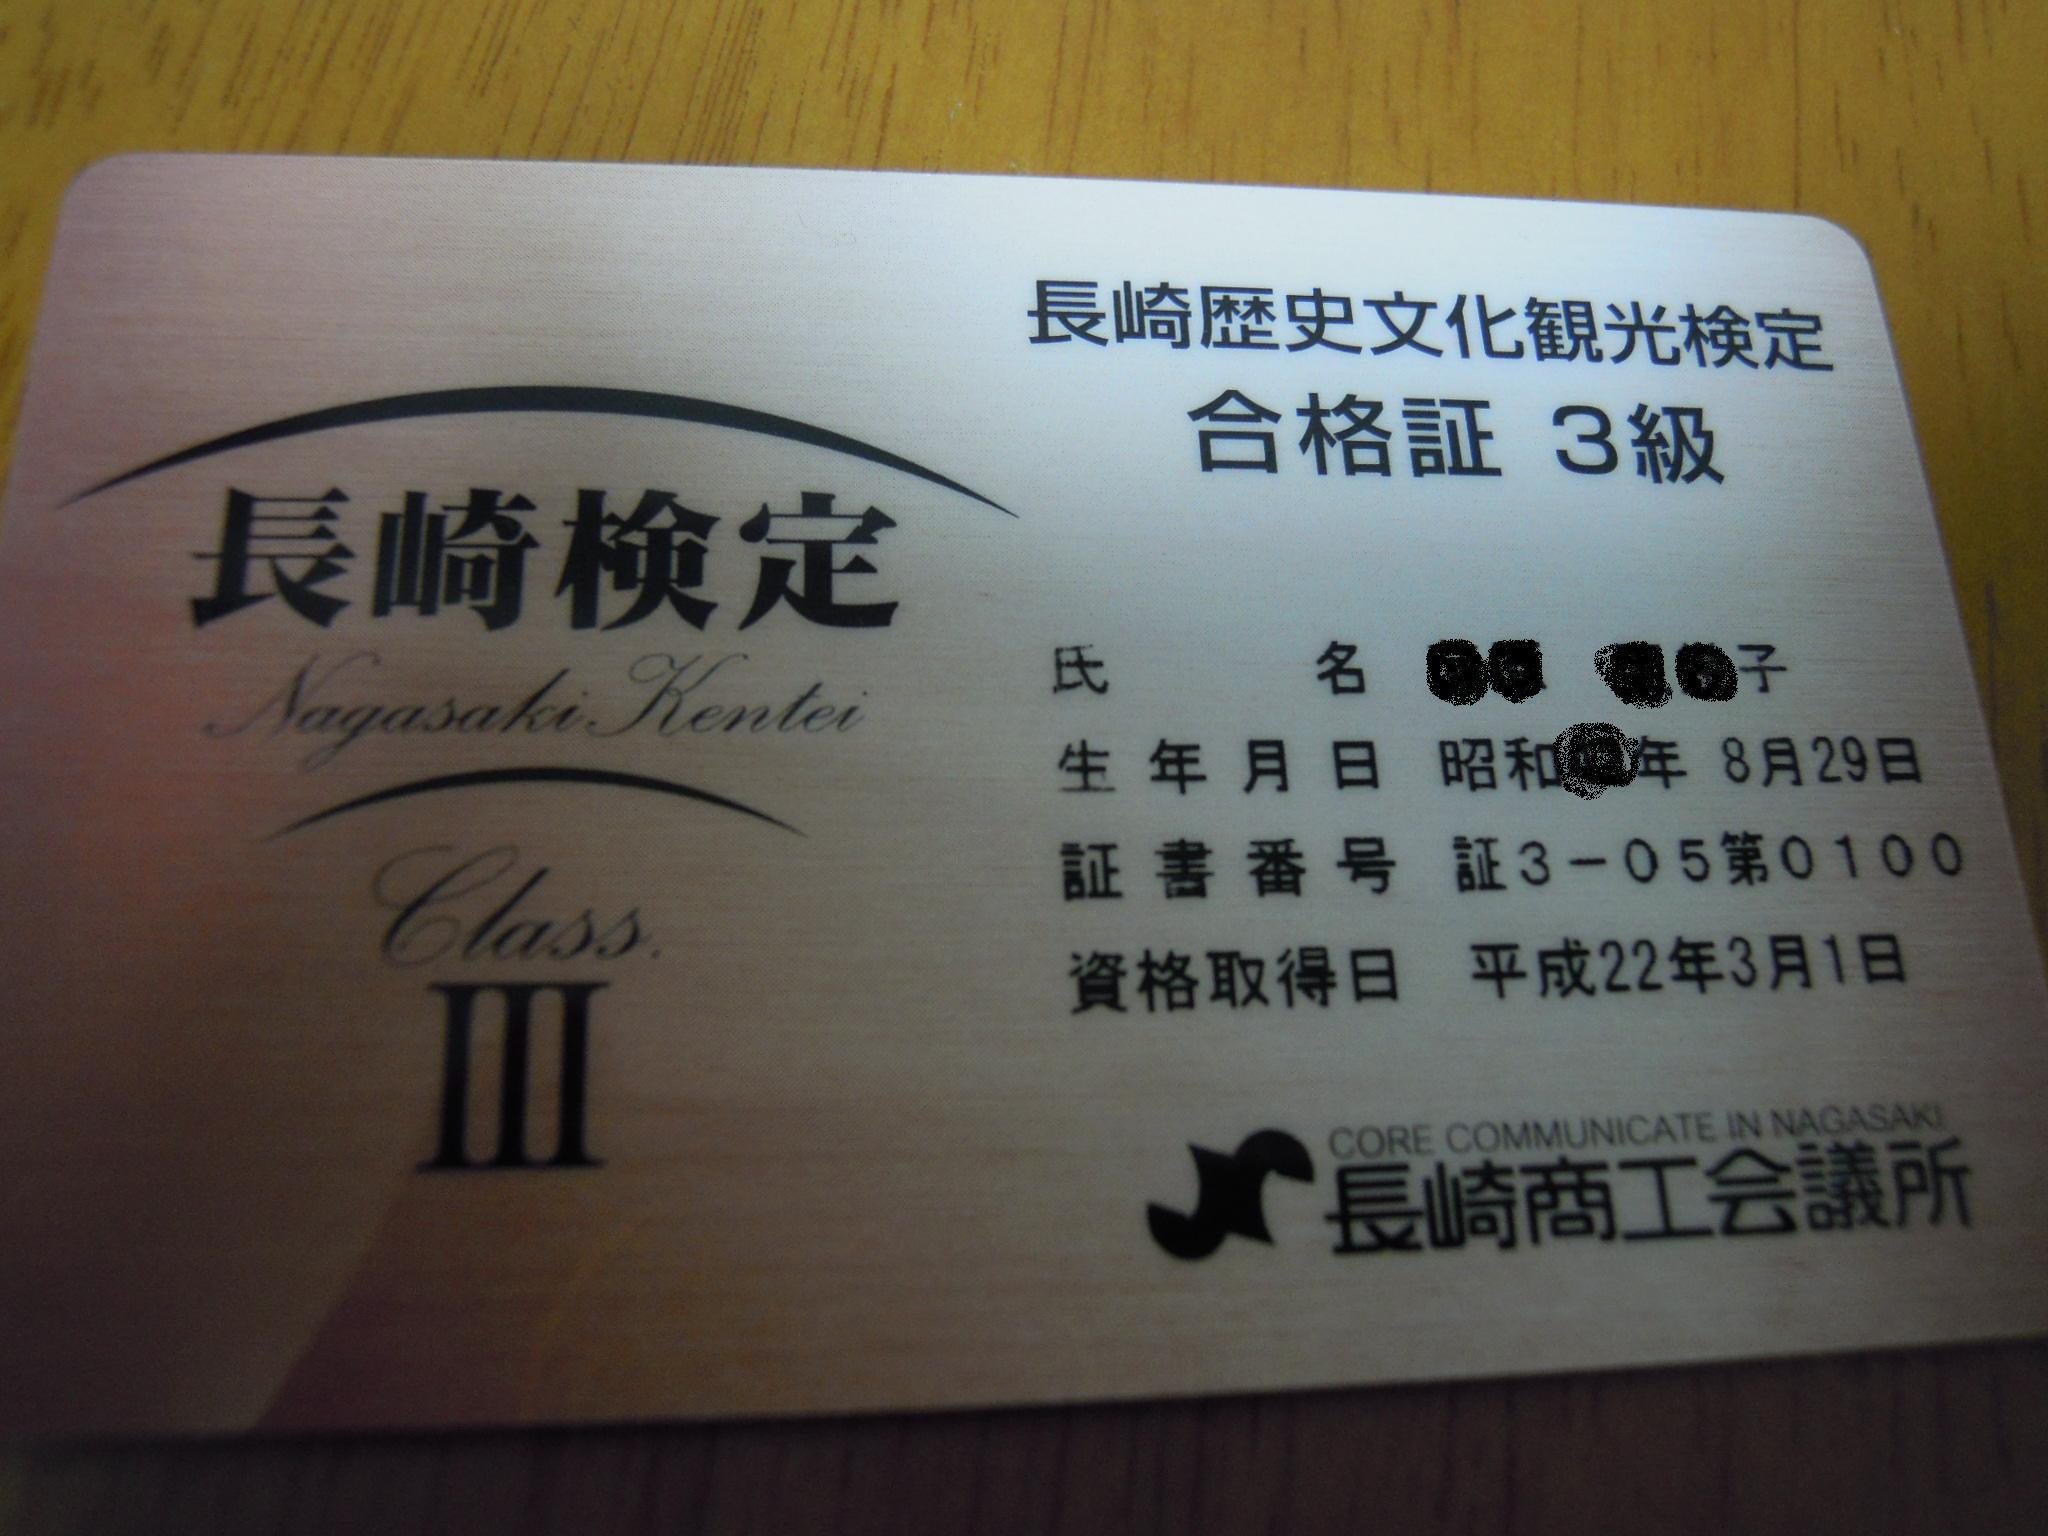 長崎検定
Nagasaki Kentei
Class.
III
長崎歴史文化観光検定
合格証 3級
氏名 子
生年月日 昭和 年 8月29日
証書番号 証3-05第0100
資格取得日 平成22年3月1日
CORE COMMUNICATE IN NAGASAKI
長崎商工会議所